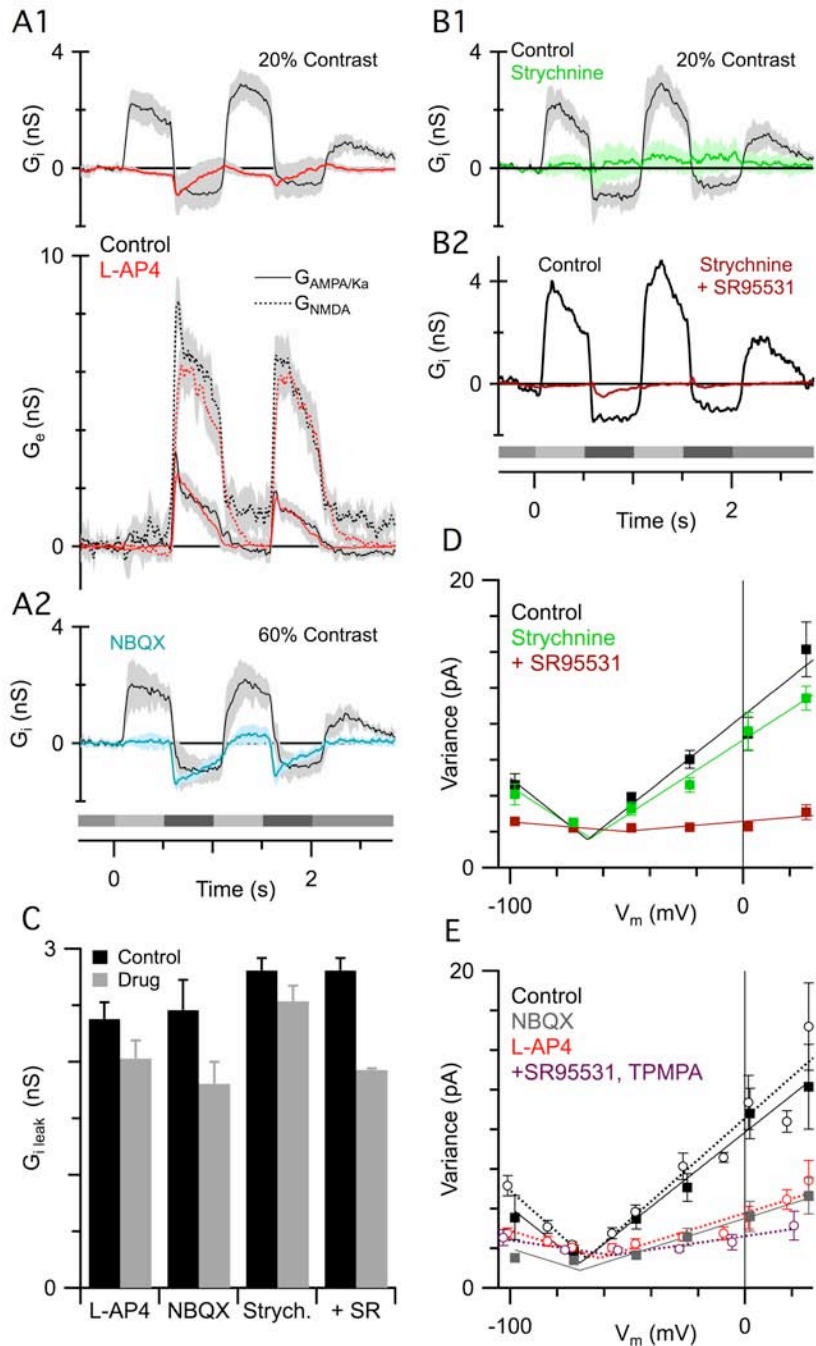 A1
4
20% Contrast
2
Gi (nS)
0
10
Control
L-AP4
GAMPA/Ka
GNMDA
Ge (nS)
0
A2
4
NBQX
60% Contrast
2
Gi (nS)
0
0
2
Time (s)
B1
4
Control
Strychnine
20% Contrast
2
Gi (nS)
0
B2
4
Control
Strychnine
+ SR95531
Gi (nS)
0
0
2
Time (s)
C
3
Control
Drug
Gi leak (nS)
0
L-AP4
NBQX
Strych.
+ SR
D
20
Control
Strychnine
+ SR95531
Variance (pA)
0
-100
0
Vm (mV)
E
20
Control
NBQX
L-AP4
+SR95531, TPMPA
Variance (pA)
0
-100
0
Vm (mV)